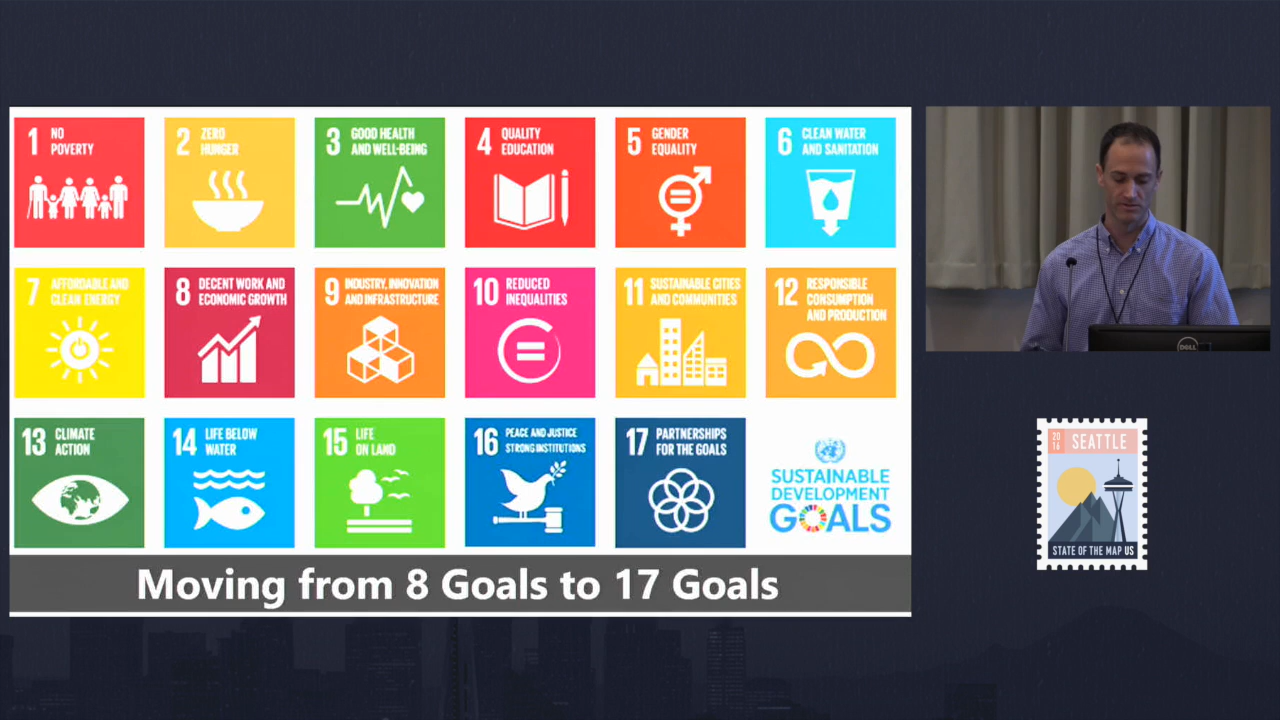 1 NO
POVERTY
2 ZERO
HUNGER
3 GOOD HEALTH
AND WELL-BEING
4 QUALITY
EDUCATION
5 GENDER
EQUALITY
6 CLEAN WATER
AND SANITATION
7 AFFORDABLE AND
CLEAN ENERGY
8 DECENT WORK AND
ECONOMIC GROWTH
9 INDUSTRY, INNOVATION
AND INFRASTRUCTURE
10 REDUCED
INEQUALITIES
11 SUSTAINABLE CITIES
AND COMMUNITIES
12 RESPONSIBLE
CONSUMPTION
AND PRODUCTION
13 CLIMATE
ACTION
14 LIFE BELOW
WATER
15 LIFE
ON LAND
16 PEACE AND JUSTICE
STRONG INSTITUTIONS
17 PARTNERSHIPS
FOR THE GOALS
SUSTAINABLE
DEVELOPMENT
GOALS
Moving from 8 Goals to 17 Goals
DELL
20
16
SEATTLE
STATE OF THE MAP US